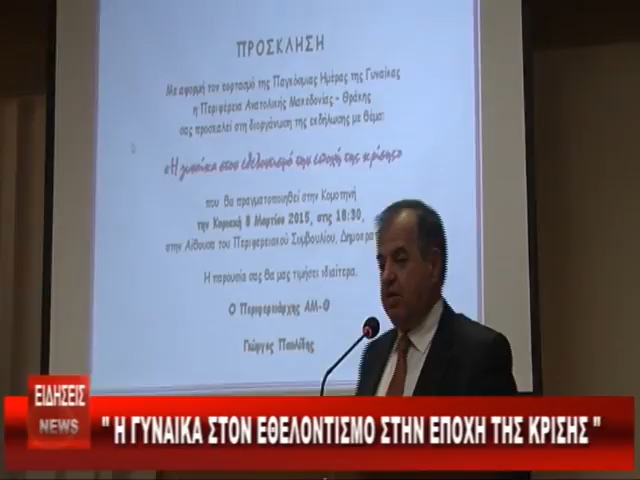 ΠΡΟΣΚΛΗΣΗ
Με αφορμή τον εορτασμό της Παγκόσμιας Ημέρας της Γυναίκας
η Περιφέρεια Ανατολικής Μακεδονίας - Θράκης
σας προσκαλεί στη διοργάνωση της εκδήλωσης με θέμα:
«Η γυναίκα στον εθελοντισμό την εποχή της κρίσης»
που θα πραγματοποιηθεί στην Κομοτηνή
την Κυριακή 8 Μαρτίου 2015, στις 18:30,
στην Αίθουσα του Περιφερειακού Συμβουλίου,
Η παρουσία σας θα μας τιμήσει ιδιαίτερα.
Ο Περιφερειάρχης ΑΜ-Θ
Γιώργος Παυλίδης
ΕΙΔΗΣΕΙΣ
NEWS
" Η ΓΥΝΑΙΚΑ ΣΤΟΝ ΕΘΕΛΟΝΤΙΣΜΟ ΣΤΗΝ ΕΠΟΧΗ ΤΗΣ ΚΡΙΣΗΣ "